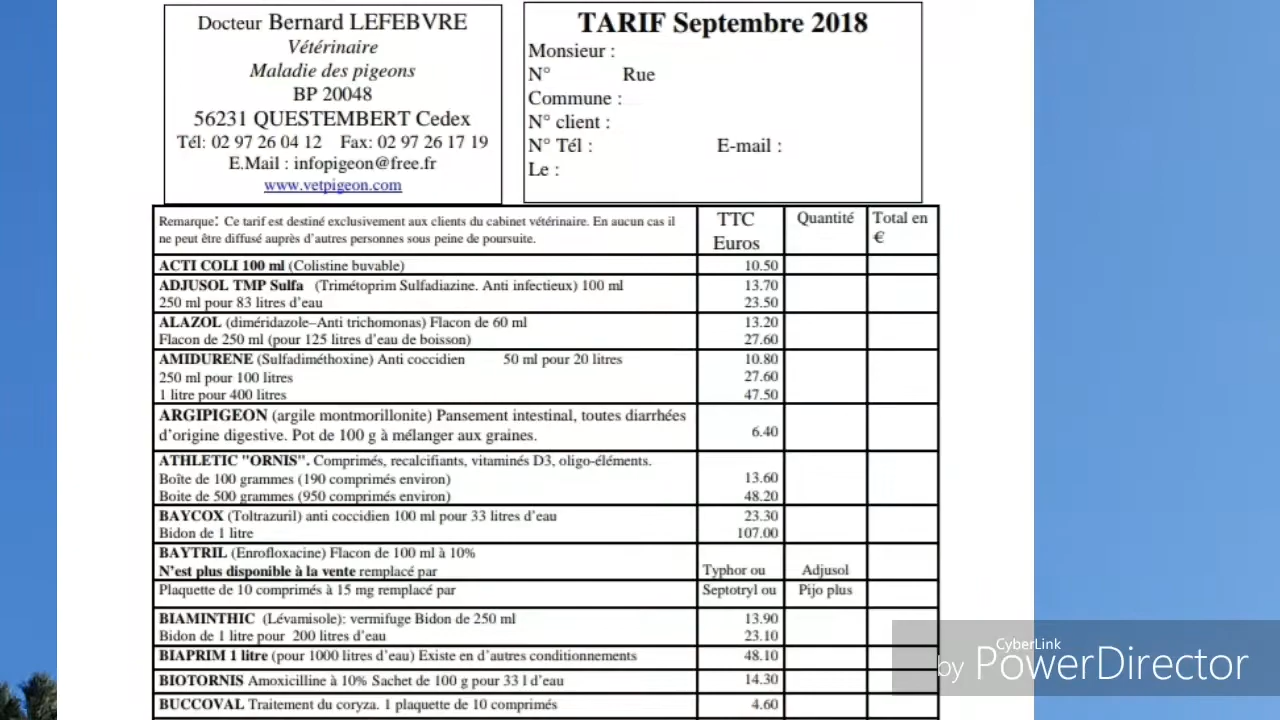 Docteur Bernard LEFEBVRE
Vétérinaire
Maladie des pigeons
BP 20048
56231 QUESTEMBERT Cedex
Tél: 02 97 26 04 12 Fax: 02 97 26 17 19
E.Mail : infopigeon@free.fr
www.vetpigeon.com
TARIF Septembre 2018
Monsieur :
N° Rue
Commune :
N° client :
N° Tél : E-mail :
Le :
Remarque: Ce tarif est destiné exclusivement aux clients du cabinet vétérinaire. En aucun cas il
ne peut être diffusé auprès d'autres personnes sous peine de poursuite.
TTC
Euros
Quantité
Total en
€
ACTI COLI 100 ml (Colistine buvable) 10.50
ADJUSOL TMP Sulfa (Trimétoprim Sulfadiazine. Anti infectieux) 100 ml 13.70
250 ml pour 83 litres d'eau 23.50
ALAZOL (diméridazole–Anti trichomonas) Flacon de 60 ml 13.20
Flacon de 250 ml (pour 125 litres d'eau de boisson) 27.60
AMIDURENE (Sulfadiméthoxine) Anti coccidien 50 ml pour 20 litres 10.80
250 ml pour 100 litres 27.60
1 litre pour 400 litres 47.50
ARGIPIGEON (argile montmorillonite) Pansement intestinal, toutes diarrhées
d'origine digestive. Pot de 100 g à mélanger aux graines. 6.40
ATHLETIC "ORNIS". Comprimés, recalcifiants, vitaminés D3, oligo-éléments.
Boîte de 100 grammes (190 comprimés environ) 13.60
Boite de 500 grammes (950 comprimés environ) 48.20
BAYCOX (Toltrazuril) anti coccidien 100 ml pour 33 litres d'eau 23.30
Bidon de 1 litre 107.00
BAYTRIL (Enrofloxacine) Flacon de 100 ml à 10%
N'est plus disponible à la vente remplacé par Typhor ou Adjusol
Plaquette de 10 comprimés à 15 mg remplacé par Septotryl ou Pijo plus
BIAMINTHIC (Lévamisole): vermifuge Bidon de 250 ml 13.90
Bidon de 1 litre pour 200 litres d'eau 23.10
BIAPRIM 1 litre (pour 1000 litres d'eau) Existe en d'autres conditionnements 48.10
BIOTORNIS Amoxicilline à 10% Sachet de 100 g pour 33 l d'eau 14.30
BUCCOVAL Traitement du coryza. 1 plaquette de 10 comprimés 4.60
CyberLink
by PowerDirector